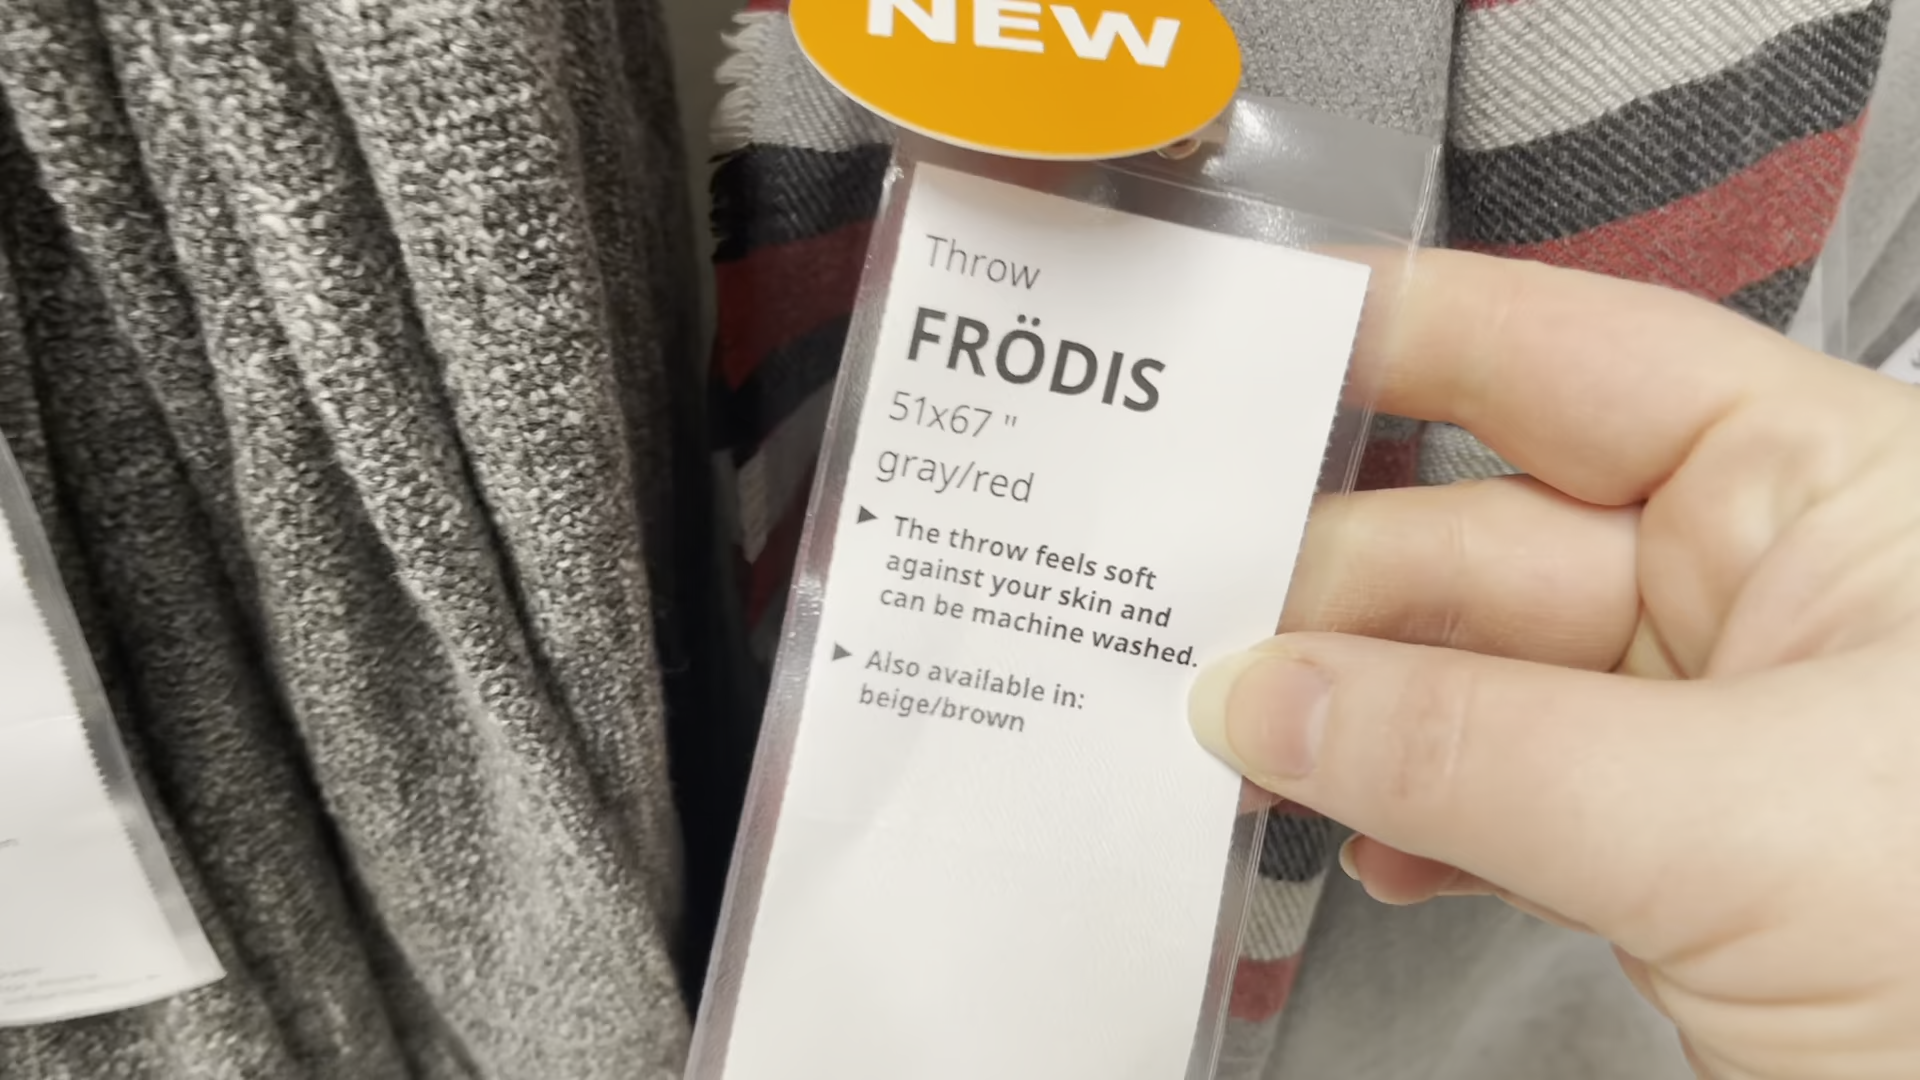 NEW
Throw
FRÖDIS
51x67 "
gray/red
► The throw feels soft
against your skin and
can be machine washed.
► Also available in:
beige/brown